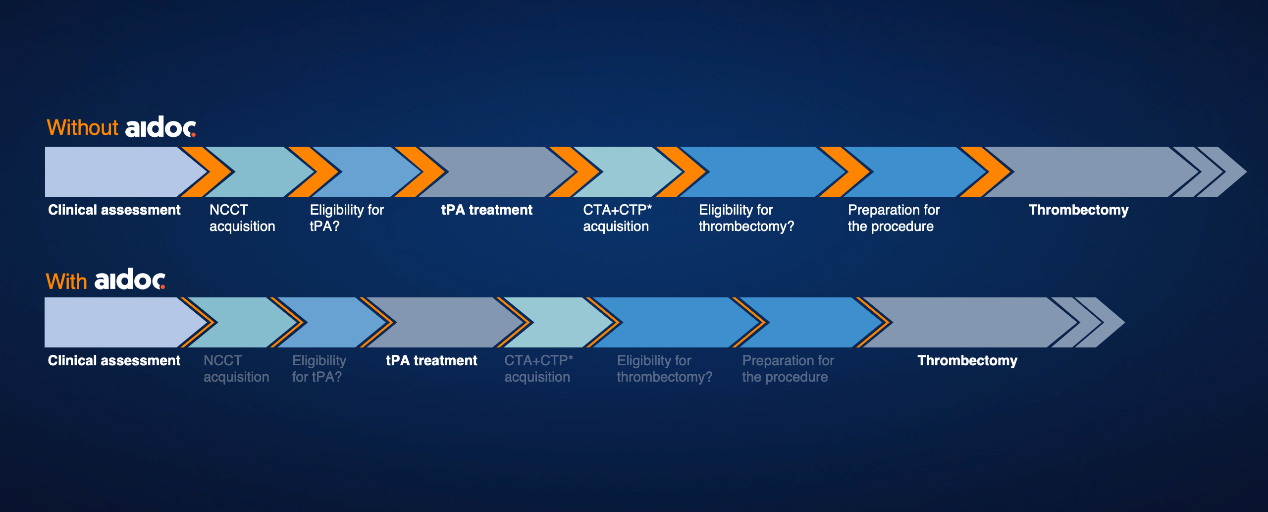 Without aidoc.
Clinical assessment
NCCT
acquisition
Eligibility for
tPA?
tPA treatment
CTA+CTP*
acquisition
Eligibility for
thrombectomy?
Preparation for
the procedure
Thrombectomy
With aidoc.
Clinical assessment
NCCT
acquisition
Eligibility
for tPA?
tPA treatment
CTA+CTP*
acquisition
Eligibility for
thrombectomy?
Preparation for
the procedure
Thrombectomy